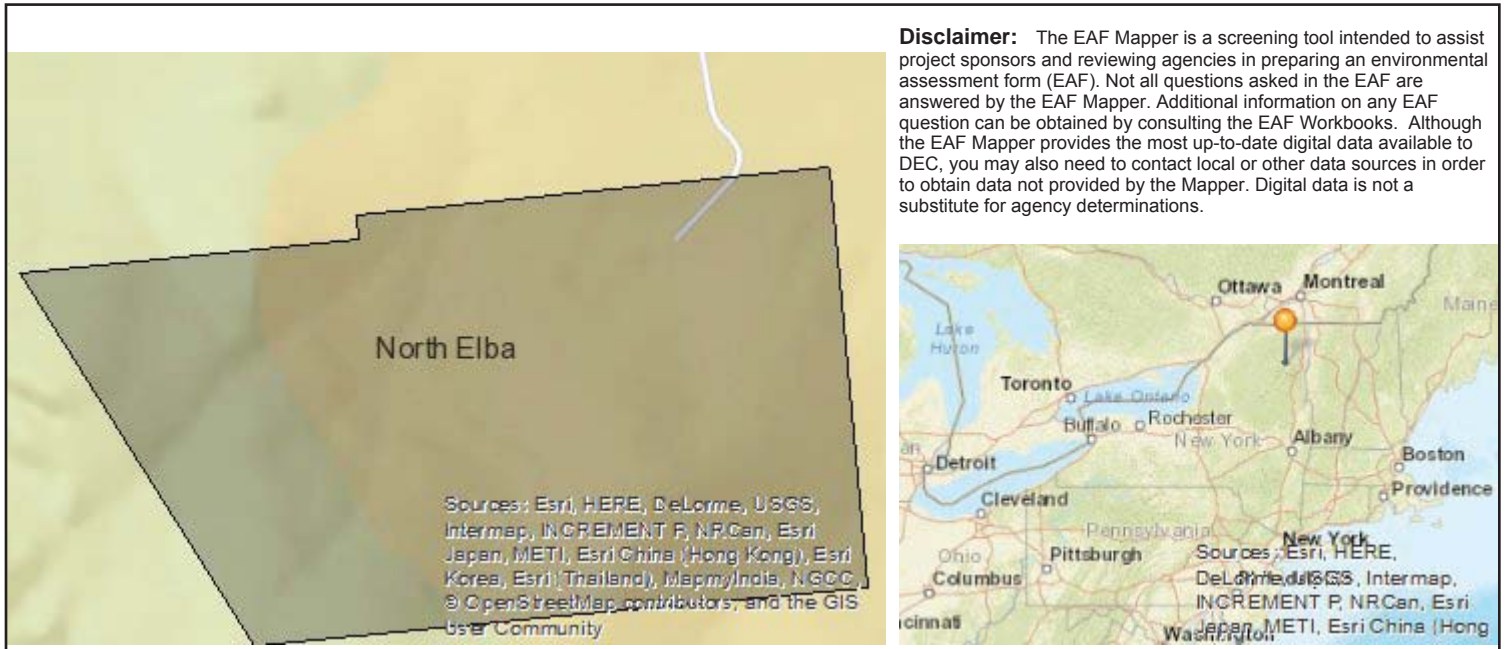 Disclaimer: The EAF Mapper is a screening tool intended to assist
project sponsors and reviewing agencies in preparing an environmental
assessment form (EAF). Not all questions asked in the EAF are
answered by the EAF Mapper. Additional information on any EAF
question can be obtained by consulting the EAF Workbooks. Although
the EAF Mapper provides the most up-to-date digital data available to
DEC, you may also need to contact local or other data sources in order
to obtain data not provided by the Mapper. Digital data is not a
substitute for agency determinations.
North Elba
Sources: Esri, HERE, DeLorme, USGS,
Intermap, INCREMENT P, NRCan, Esri
Japan, METI, Esri China (Hong Kong), Esri
Korea, Esri (Thailand), MapmyIndia, NGCC,
© OpenStreetMap contributors, and the GIS
User Community
Ottawa
Montreal
Maine
Lake
Huron
Toronto
Lake Ontario
Buffalo
Rochester
New York
Albany
Detroit
Boston
Providence
Cleveland
Pennsylvania
New York
Ohio
Pittsburgh
Columbus
Sources: Esri, HERE,
DeLorme, USGS, Intermap,
INCREMENT P, NRCan, Esri
Japan, METI, Esri China (Hong
cinnati
Washington